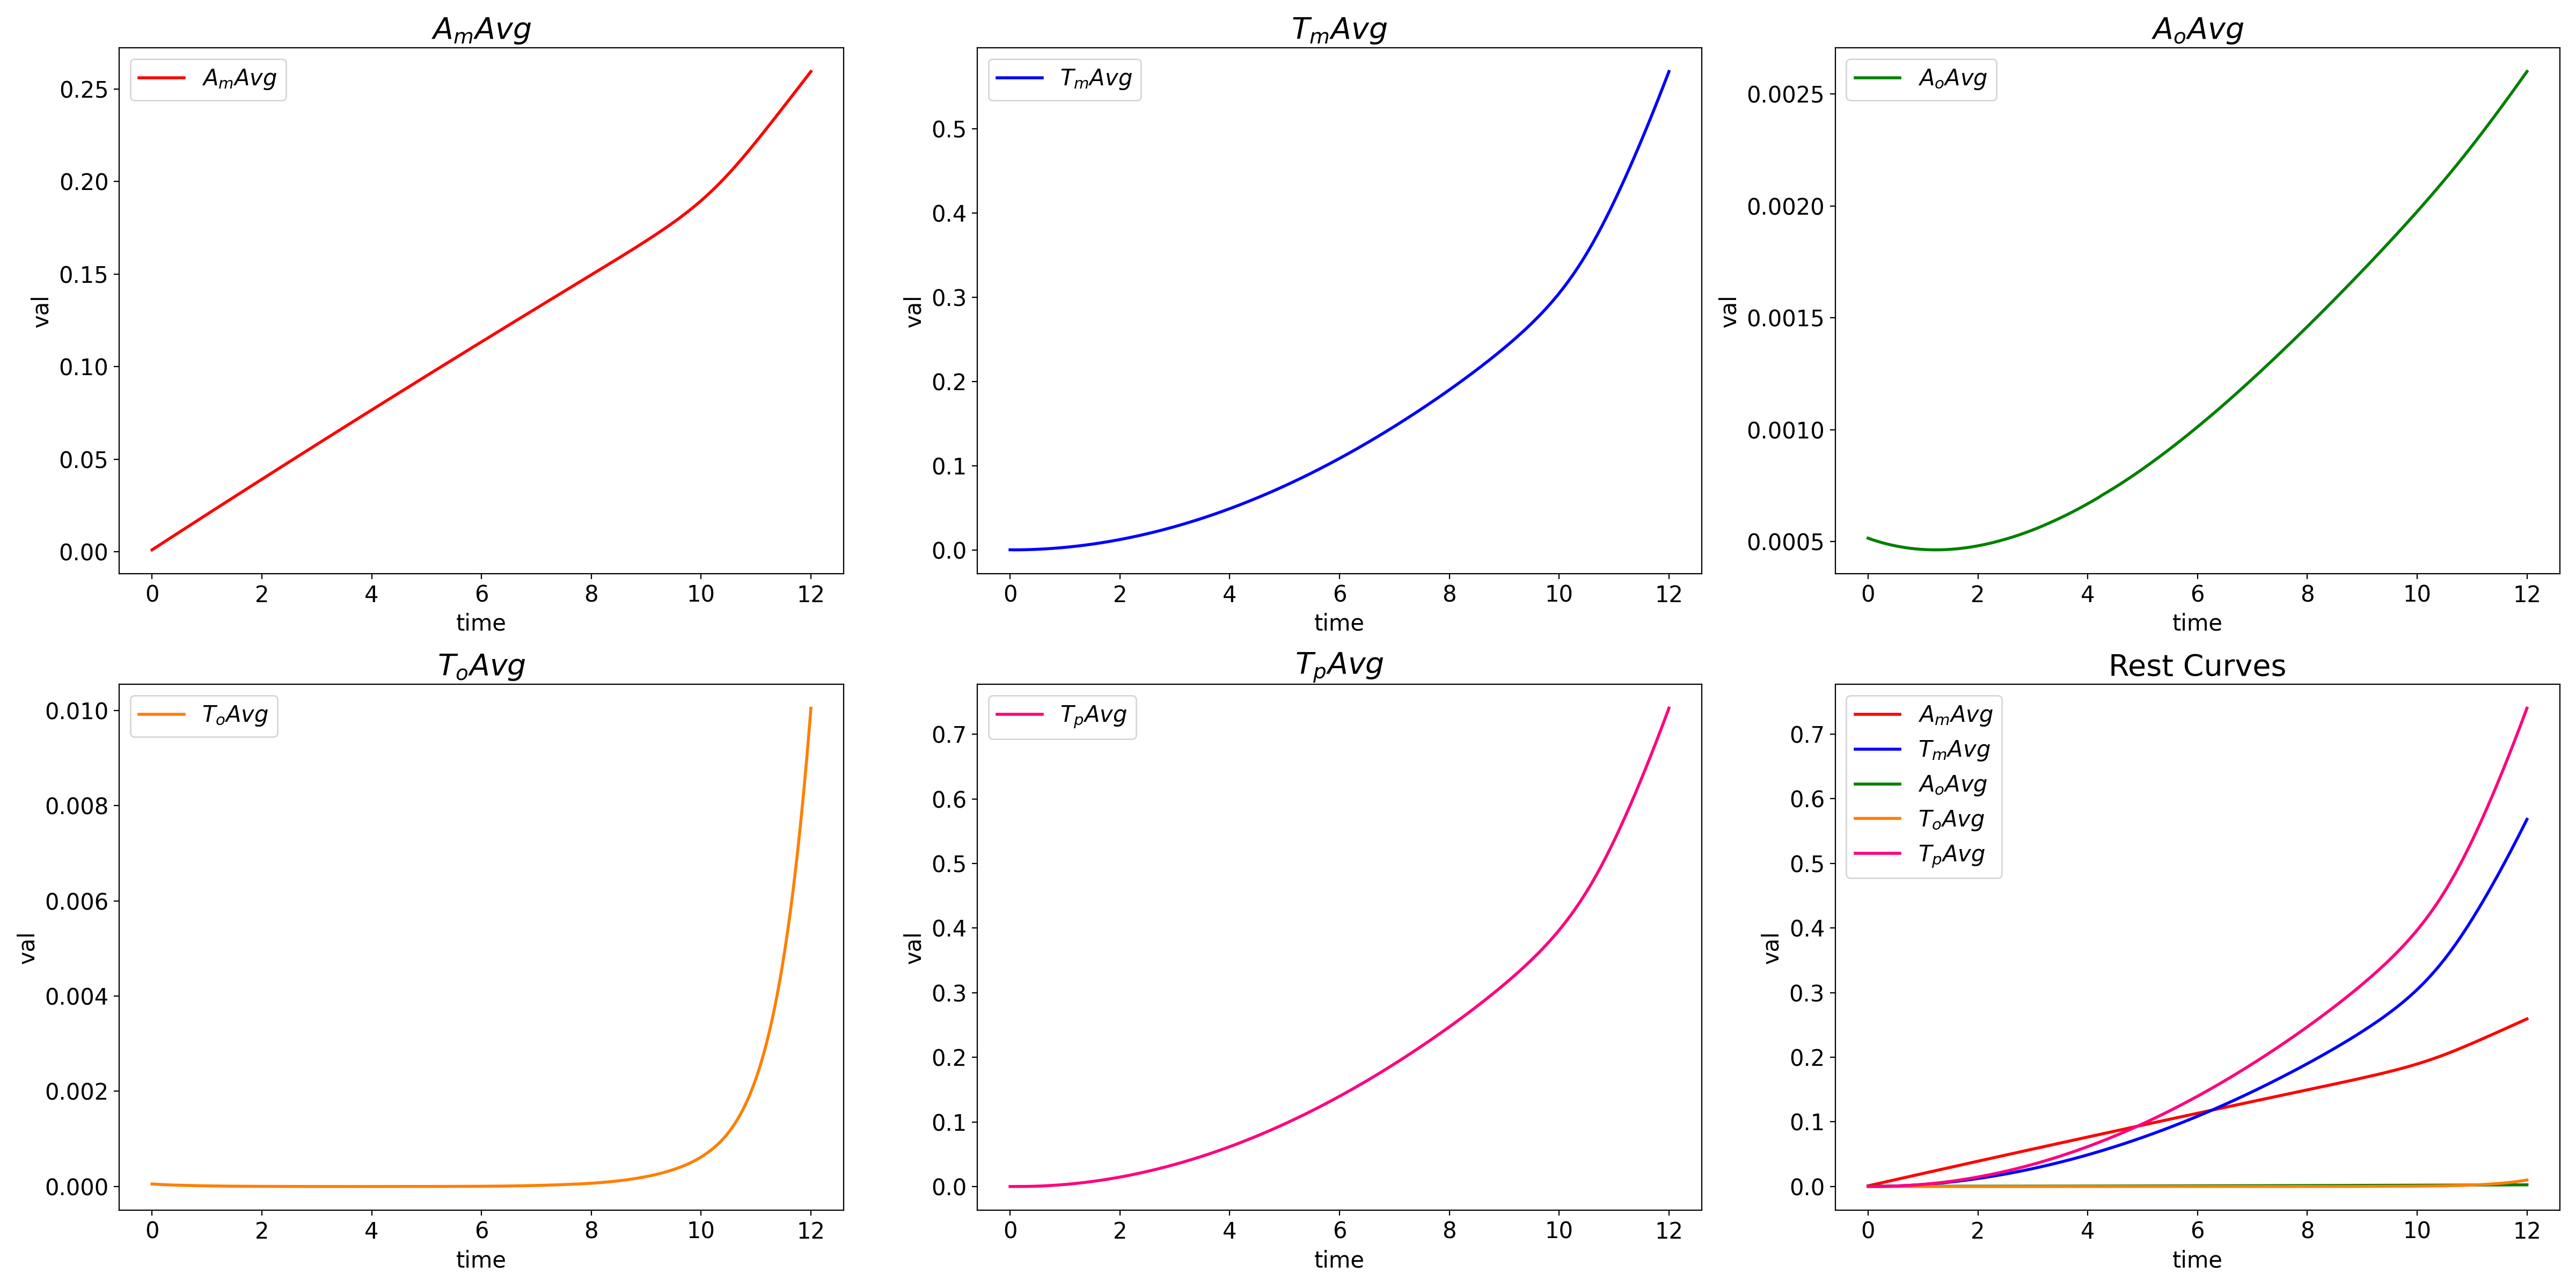 A_mAvg
A_mAvg
val
0.25
0.20
0.15
0.10
0.05
0.00
0 2 4 6 8 10 12
time
T_mAvg
T_mAvg
val
0.5
0.4
0.3
0.2
0.1
0.0
0 2 4 6 8 10 12
time
A_oAvg
A_oAvg
val
0.0025
0.0020
0.0015
0.0010
0.0005
0 2 4 6 8 10 12
time
T_oAvg
T_oAvg
val
0.010
0.008
0.006
0.004
0.002
0.000
0 2 4 6 8 10 12
time
T_pAvg
T_pAvg
val
0.7
0.6
0.5
0.4
0.3
0.2
0.1
0.0
0 2 4 6 8 10 12
time
Rest Curves
A_mAvg
T_mAvg
A_oAvg
T_oAvg
T_pAvg
val
0.7
0.6
0.5
0.4
0.3
0.2
0.1
0.0
0 2 4 6 8 10 12
time